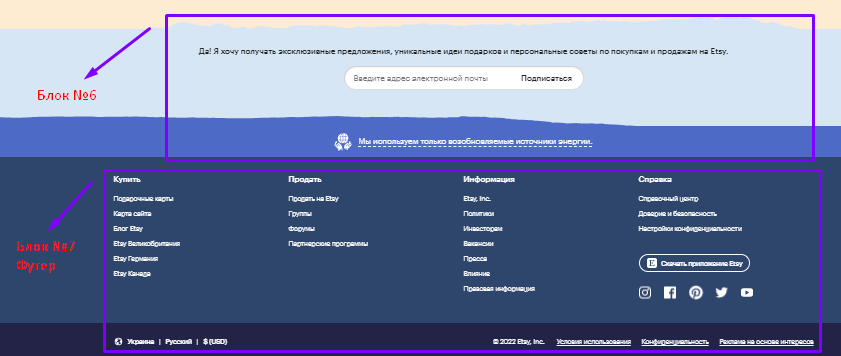 Да! Я хочу получать эксклюзивные предложения, уникальные идеи подарков и персональные советы по покупкам и продажам на Etsy.
Введите адрес электронной почты Подписаться
Блок №6
Мы используем только возобновляемые источники энергии.
Купить Продать Информация Справка
Подарочные карты Продать на Etsy Etsy, Inc. Справочный центр
Карта сайта Группы Политики Доверие и безопасность
Блог Etsy Форумы Инвесторам Настройки конфиденциальности
Etsy Великобритания Партнерские программы Вакансии
Etsy Германия Пресса
Etsy Канада Влияние
Правовая информация
Скачать приложение Etsy
Блок №7
Футер
Украина | Русский | $ (USD) © 2022 Etsy, Inc. Условия использования Конфиденциальность Реклама на основе интересов